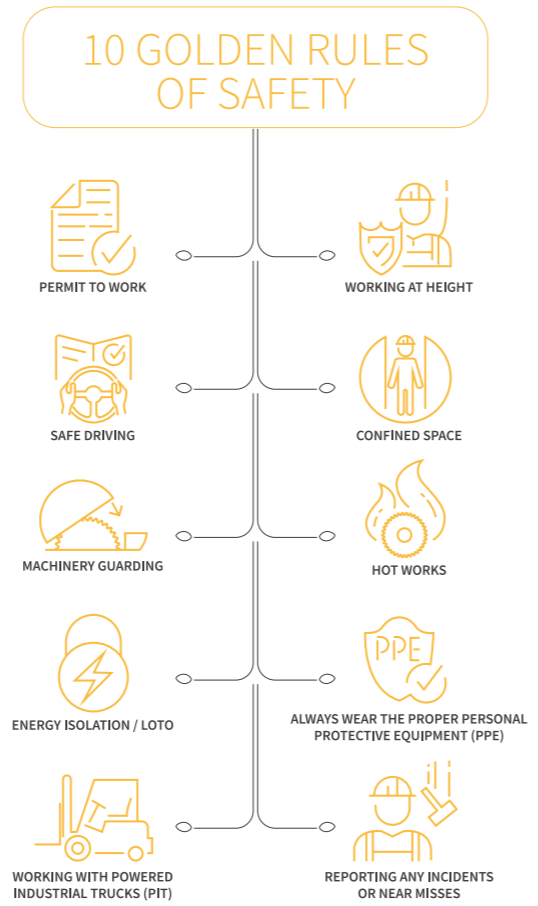 10 GOLDEN RULES
OF SAFETY
PERMIT TO WORK
WORKING AT HEIGHT
SAFE DRIVING
CONFINED SPACE
MACHINERY GUARDING
HOT WORKS
ENERGY ISOLATION / LOTO
PPE
ALWAYS WEAR THE PROPER PERSONAL
PROTECTIVE EQUIPMENT (PPE)
WORKING WITH POWERED
INDUSTRIAL TRUCKS (PIT)
REPORTING ANY INCIDENTS
OR NEAR MISSES